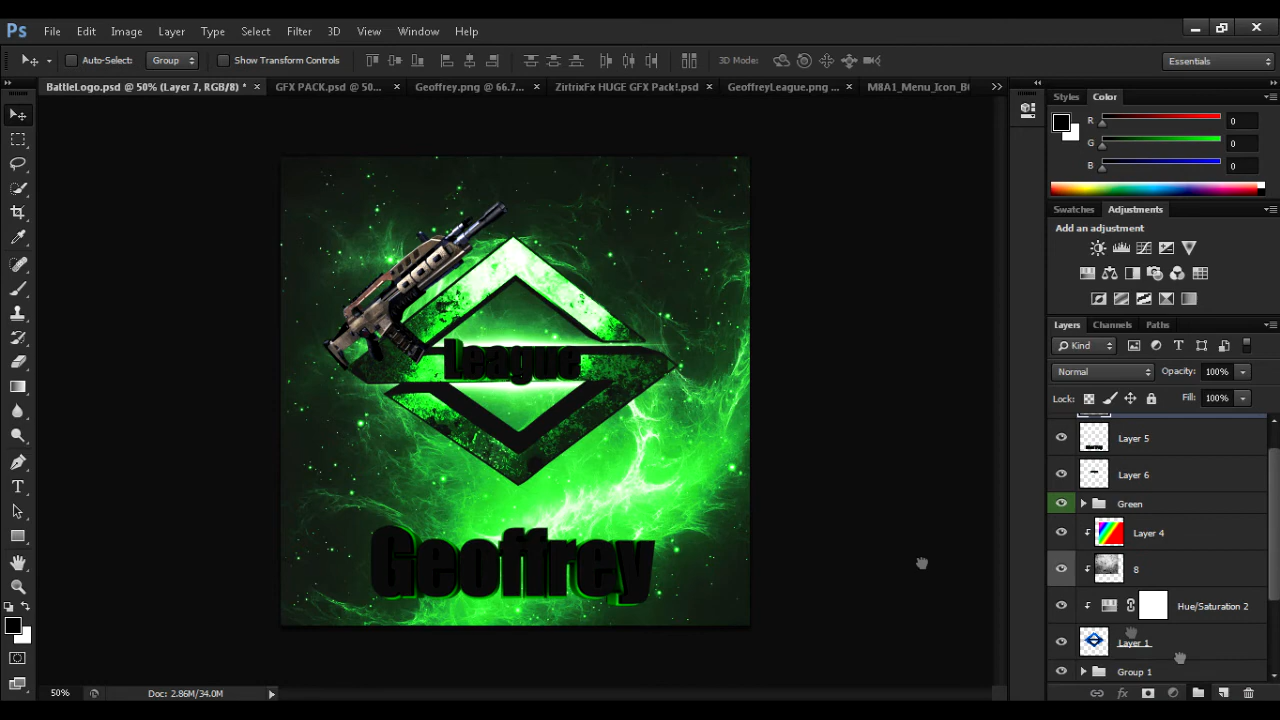 Ps File Edit Image Layer Type Select Filter 3D View Window Help
Auto-Select: Group Show Transform Controls 3D Mode: Essentials
BattleLogo.psd @ 50% (Layer 7, RGB/8) * × GFX PACK.psd @ 50... × Geoffrey.png @ 66.7... × ZirtrixFx HUGE GFX Pack!.psd × GeoffreyLeague.png ... ×
Styles Color
R 0
G 0
B 0
Swatches Adjustments
Add an adjustment
Layers Channels Paths
Kind
Normal Opacity: 100%
Lock: Fill: 100%
Layer 5
Layer 6
Green
Layer 4
8
Hue/Saturation 2
Layer 1
Group 1
League
Geoffrey
50% Doc: 2.86M/34.0M
fx